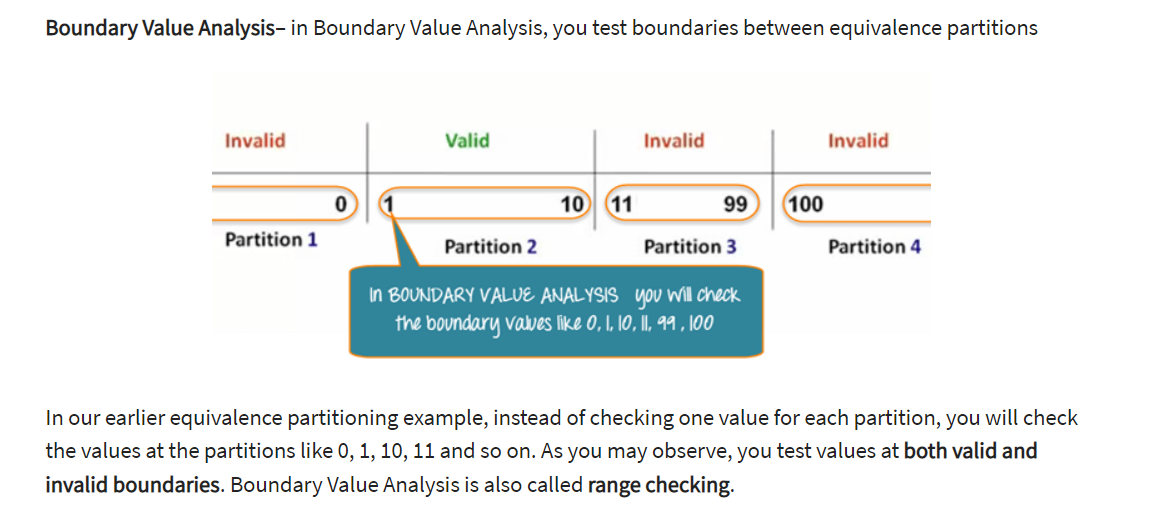 Boundary Value Analysis– in Boundary Value Analysis, you test boundaries between equivalence partitions
Invalid Valid Invalid Invalid
0 1 10 11 99 100
Partition 1 Partition 2 Partition 3 Partition 4
In BOUNDARY VALUE ANALYSIS you will check
the boundary values like 0, 1, 10, 11, 99, 100
In our earlier equivalence partitioning example, instead of checking one value for each partition, you will check
the values at the partitions like 0, 1, 10, 11 and so on. As you may observe, you test values at both valid and
invalid boundaries. Boundary Value Analysis is also called range checking.